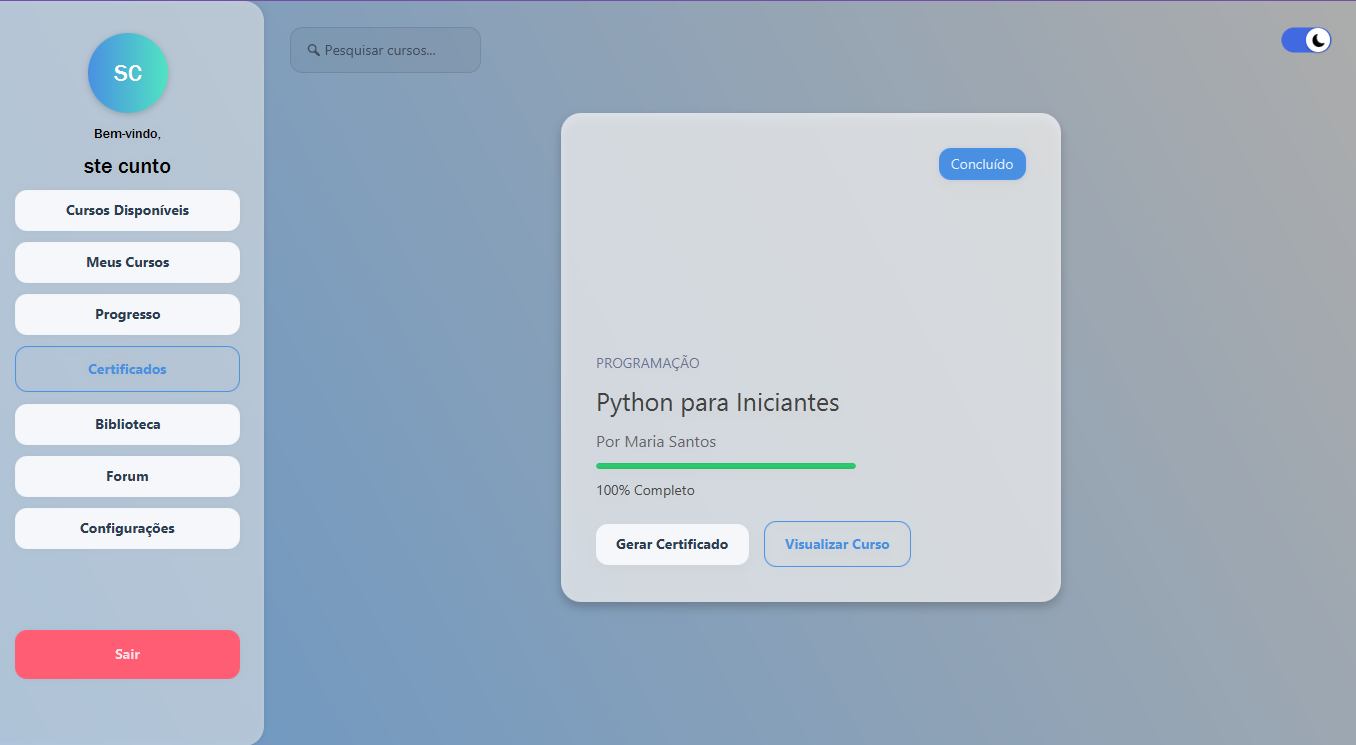 SC
Bem-vindo,
ste cunto
Cursos Disponíveis
Meus Cursos
Progresso
Certificados
Biblioteca
Forum
Configurações
Sair
Pesquisar cursos...
Concluído
PROGRAMAÇÃO
Python para Iniciantes
Por Maria Santos
100% Completo
Gerar Certificado
Visualizar Curso